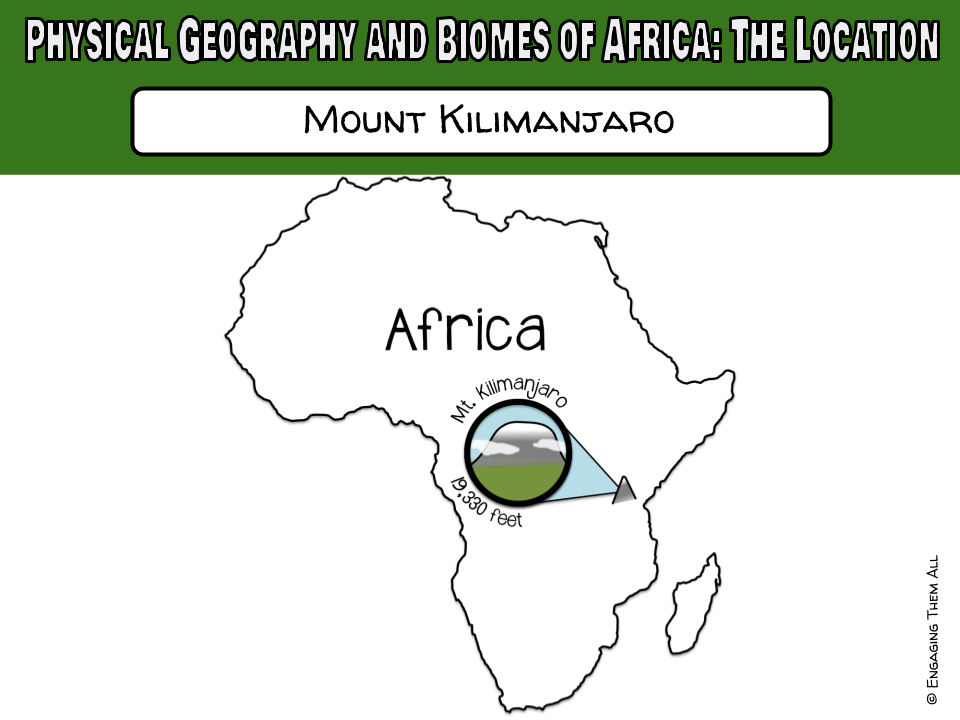 Physical Geography and Biomes of Africa: The Location
Mount Kilimanjaro
Africa
Mt. Kilimanjaro
19,330 feet
© Engaging Them All